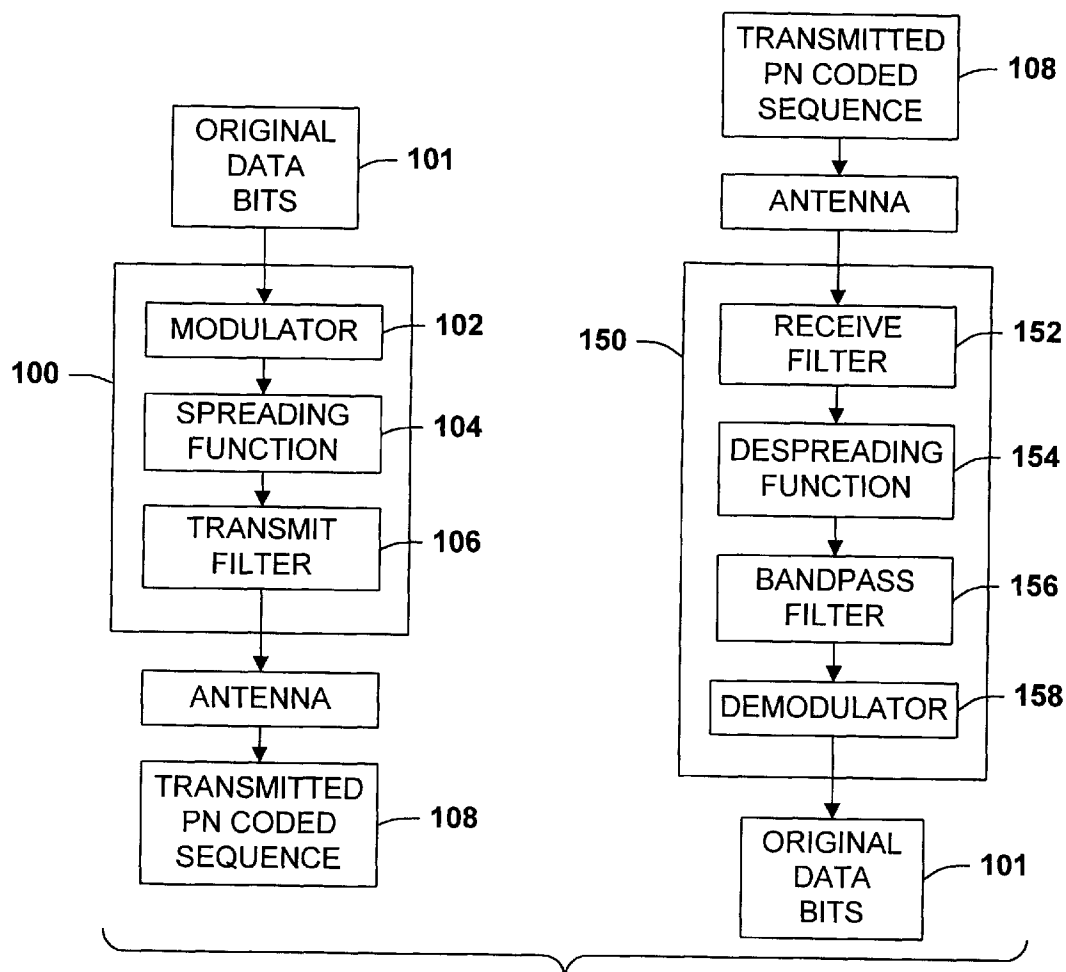 ORIGINAL
DATA
BITS
101
100
MODULATOR
102
SPREADING
FUNCTION
104
TRANSMIT
FILTER
106
ANTENNA
TRANSMITTED
PN CODED
SEQUENCE
108
TRANSMITTED
PN CODED
SEQUENCE
108
ANTENNA
150
RECEIVE
FILTER
152
DESPREADING
FUNCTION
154
BANDPASS
FILTER
156
DEMODULATOR
158
ORIGINAL
DATA
BITS
101